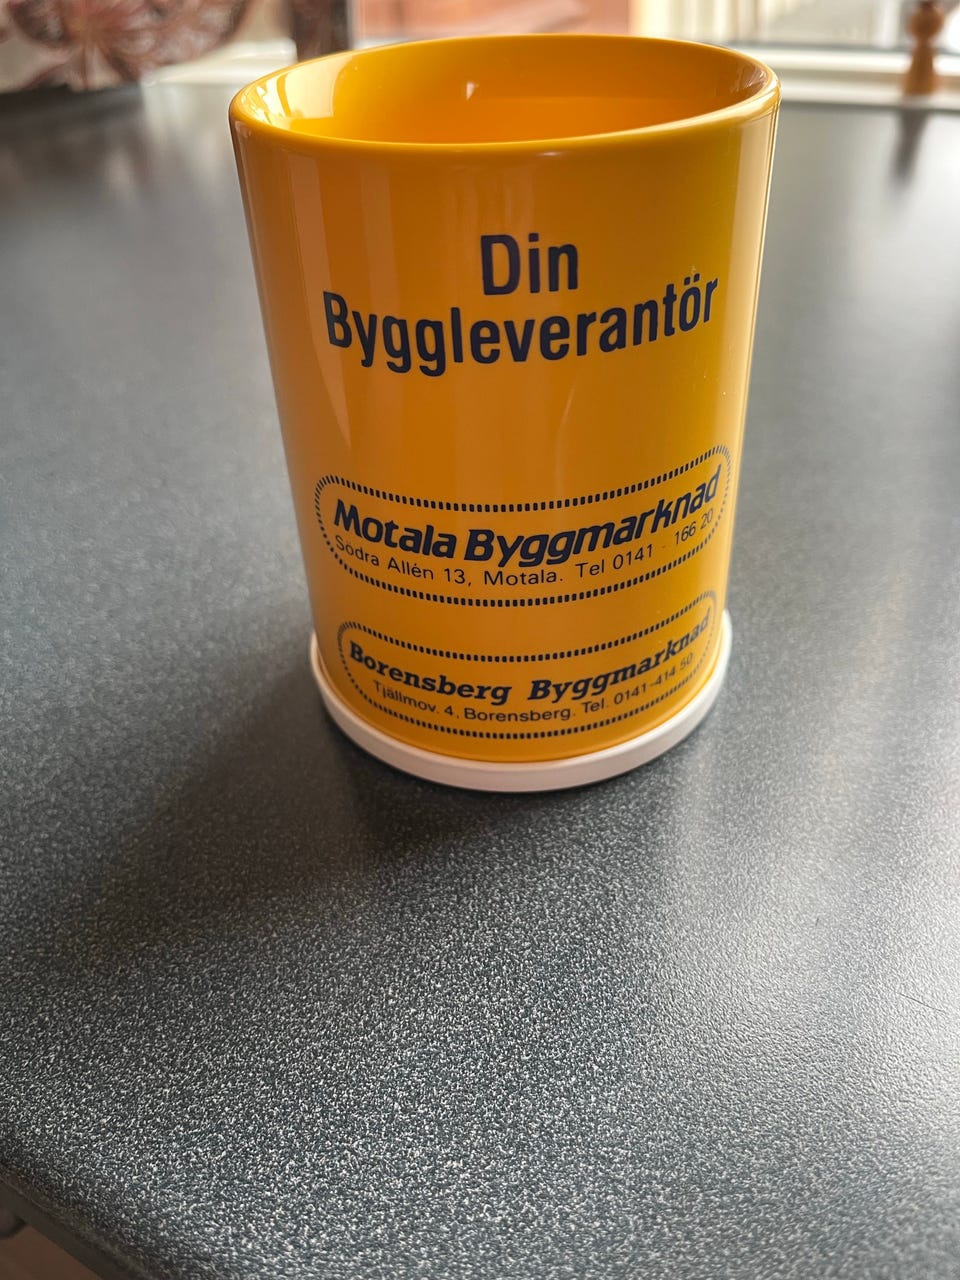 Din
Byggleverantör
Motala Byggmarknad
Södra Allén 13, Motala. Tel 0141 - 166 20
Borensberg Byggmarknad
Tjällmov. 4, Borensberg. Tel. 0141-414 50